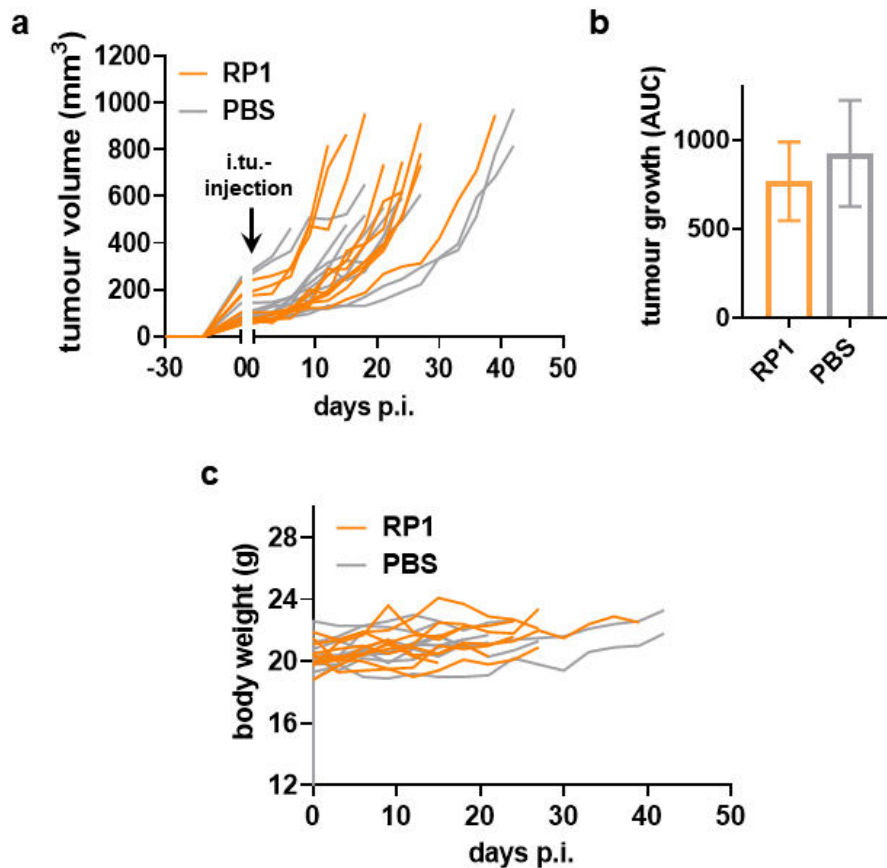 a
tumour volume (mm³)
1200
1000
800
600
400
200
0
RP1
PBS
i.tu.-
injection
-30
00
10
20
30
40
50
days p.i.
b
tumour growth (AUC)
1000
500
0
RP1
PBS
c
body weight (g)
28
24
20
16
12
RP1
PBS
0
10
20
30
40
50
days p.i.